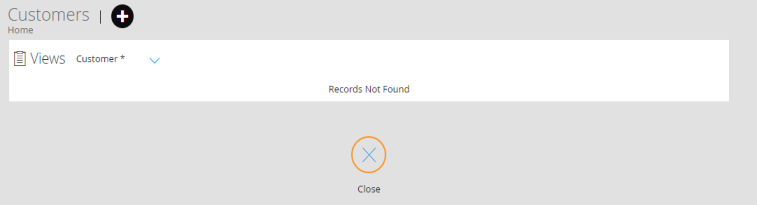 Customers |
Home
Views Customer *
Records Not Found
Close